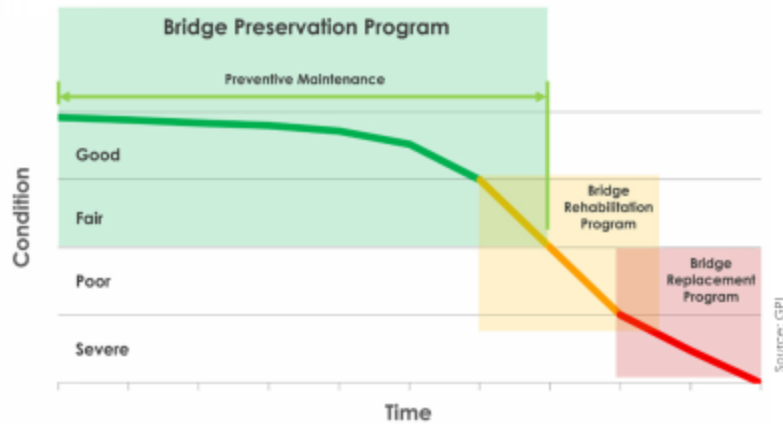 Bridge Preservation Program
Preventive Maintenance
Good
Fair
Poor
Severe
Condition
Time
Bridge
Rehabilitation
Program
Bridge
Replacement
Program
Source: GPI